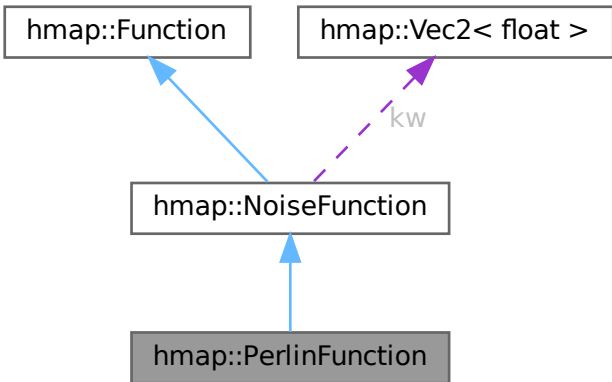 hmap::Function
hmap::Vec2< float >
kw
hmap::NoiseFunction
hmap::PerlinFunction